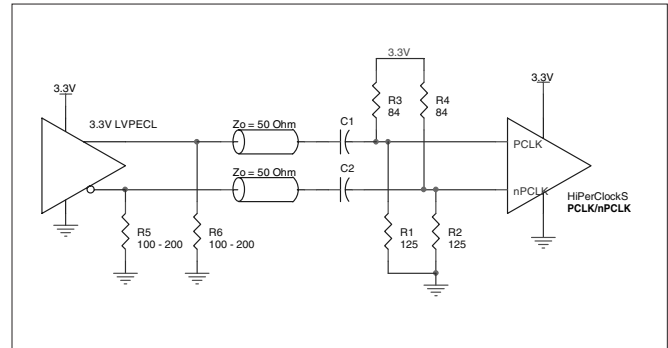 3.3V
3.3V
3.3V
3.3V LVPECL
Zo = 50 Ohm
C1
R3
84
R4
84
PCLK
Zo = 50 Ohm
C2
nPCLK
HiPerClockS
PCLK/nPCLK
R5
100 - 200
R6
100 - 200
R1
125
R2
125